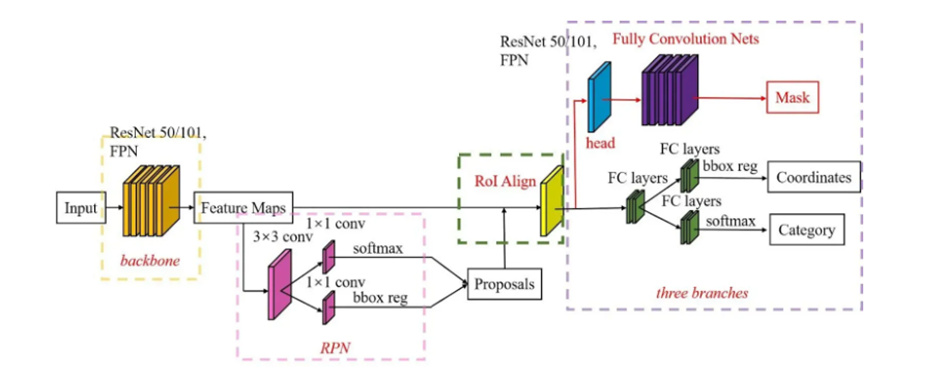 ResNet 50/101,
FPN
Input
backbone
Feature Maps
3×3 conv
1×1 conv
softmax
1×1 conv
bbox reg
RPN
Proposals
RoI Align
ResNet 50/101,
FPN
Fully Convolution Nets
head
Mask
FC layers
FC layers
bbox reg
Coordinates
FC layers
softmax
Category
three branches